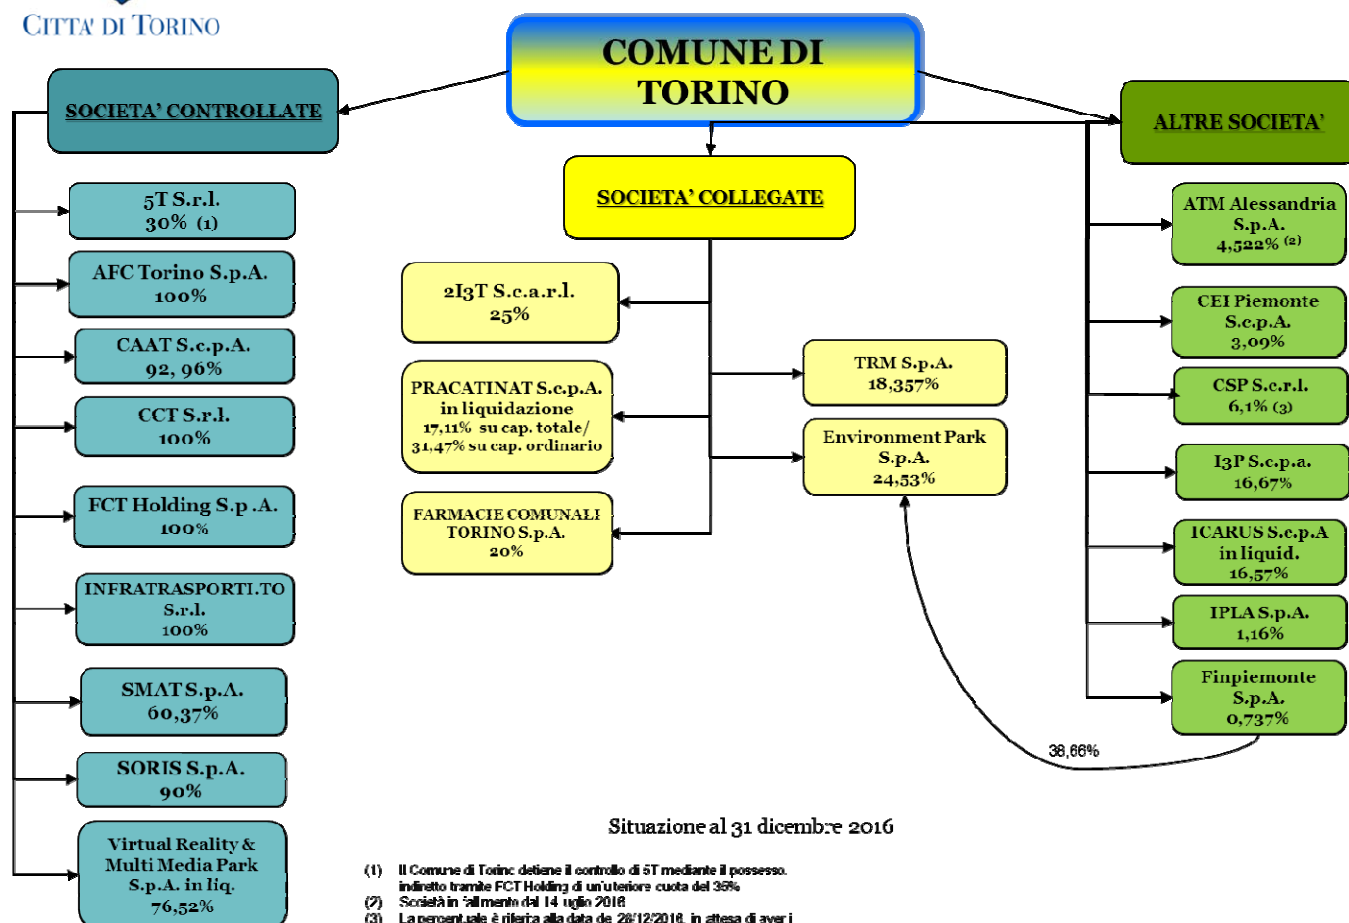 CITTA' DI TORINO
COMUNE DI
TORINO
SOCIETA' CONTROLLATE
5T S.r.l.
30% (1)
AFC Torino S.p.A.
100%
CAAT S.c.p.A.
92, 96%
CCT S.r.l.
100%
FCT Holding S.p .A.
100%
INFRATRASPORTI.TO
S.r.l.
100%
SMAT S.p.A.
60,37%
SORIS S.p.A.
90%
Virtual Reality &
Multi Media Park
S.p.A. in liq.
76,52%
SOCIETA' COLLEGATE
2I3T S.c.a.r.l.
25%
PRACATINAT S.c.p.A.
in liquidazione
17,11% su cap. totale/
31,47% su cap. ordinario
FARMACIE COMUNALI
TORINO S.p.A.
20%
TRM S.p.A.
18,357%
Environment Park
S.p.A.
24,53%
ALTRE SOCIETA'
ATM Alessandria
S.p.A.
4,522% (2)
CEI Piemonte
S.c.p.A.
3,09%
CSP S.c.r.l.
6,1% (3)
I3P S.c.p.a.
16,67%
ICARUS S.c.p.A
in liquid.
16,57%
IPLA S.p.A.
1,16%
Finpiemonte
S.p.A.
0,737%
38,66%
Situazione al 31 dicembre 2016
(1) Il Comune di Torino detiene il controllo di 5T mediante il possesso.
indiretto tramite FCT Holding di un'uteriore cuota del 35%
(2) Società in fallimento dal 14 luglio 2016
(3) La percentuale è riferita alla data de 28/12/2016, in attesa di aver i